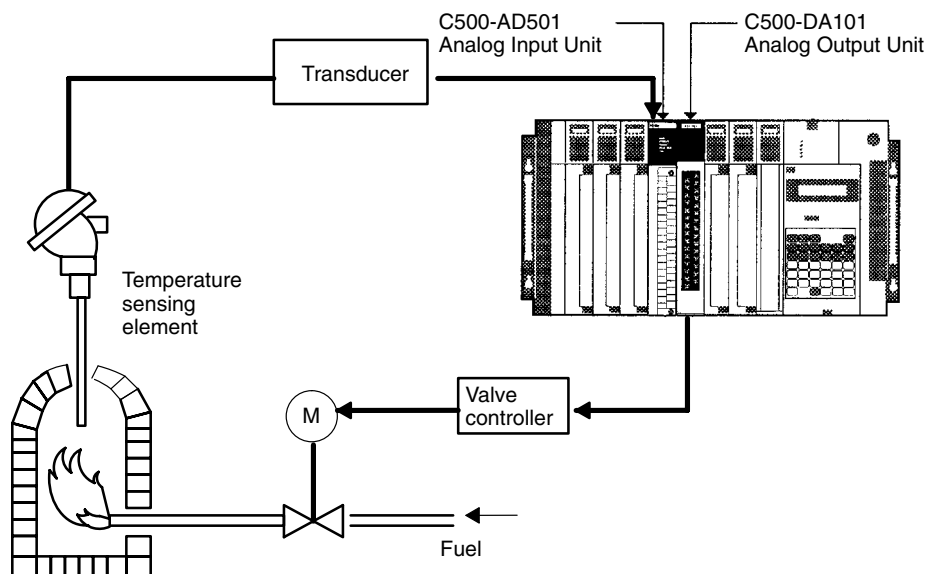 C500-AD501
Analog Input Unit
C500-DA101
Analog Output Unit
Transducer
Temperature
sensing
element
Valve
controller
M
Fuel